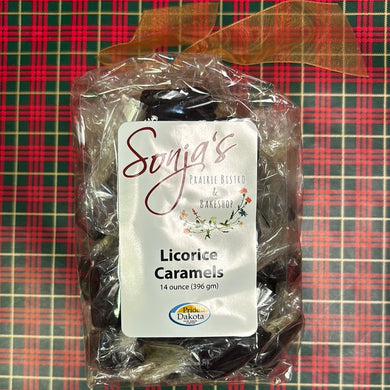 Sonja's
Prairie Bistro
&
Bakeshop
Licorice
Caramels
14 ounce (396 gm)
Pride
Dakota